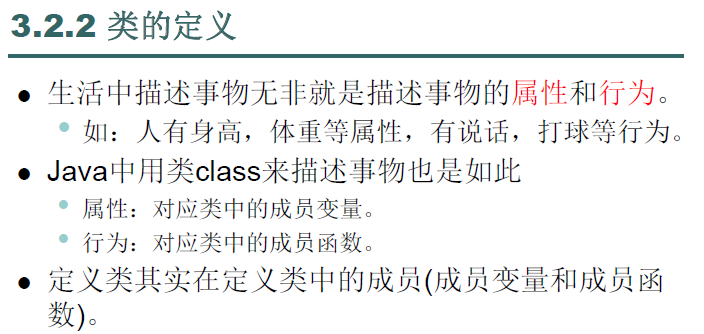 3.2.2 类的定义
● 生活中描述事物无非就是描述事物的属性和行为。
• 如：人有身高，体重等属性，有说话，打球等行为。
● Java中用类class来描述事物也是如此
• 属性：对应类中的成员变量。
• 行为：对应类中的成员函数。
● 定义类其实在定义类中的成员(成员变量和成员函
数)。